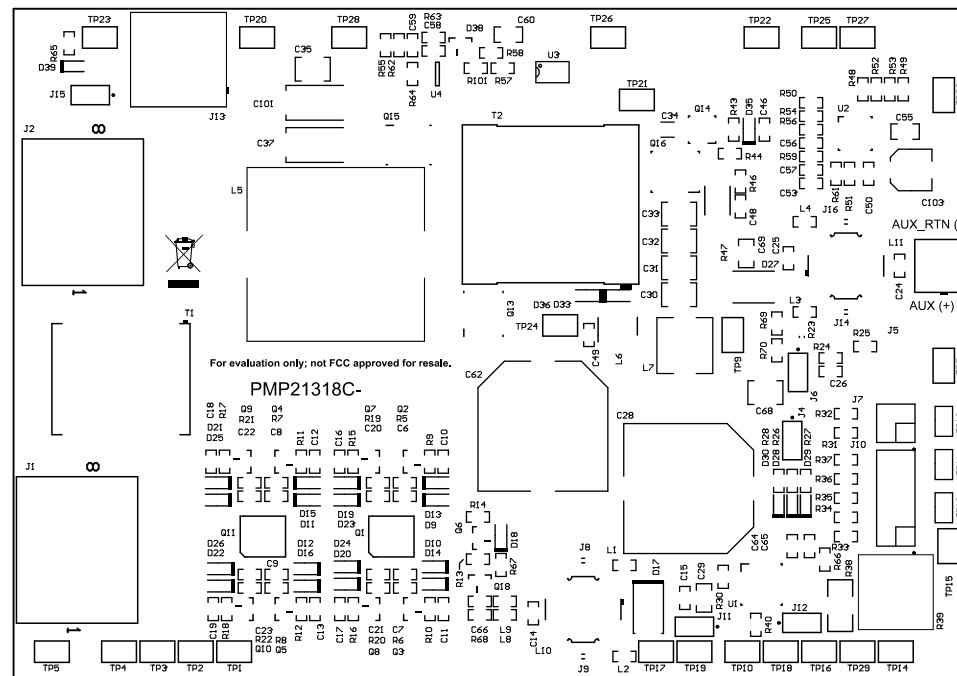 TP23
TP20
TP28
R63
C58
C59
D38
C60
TP26
TP22
TP25
TP27
R65
D39
J15
J13
C35
R55
R62
R64
U4
R101
R57
R58
U3
TP21
R48
R52
R53
R49
J2
8
C101
C37
Q15
T2
C34
Q14
Q16
R43
D35
C46
R50
R54
R56
C56
R59
C57
C53
U2
C55
R44
R46
C48
R61
R51
C50
C103
L5
C33
C32
C31
C30
R47
C69
D27
C25
L4
J16
L11
C24
AUX_RTN (
AUX (+)
1
T1
Q13
D36
D33
TP24
C49
L6
L7
TP9
R69
R70
L3
R23
J14
J5
R25
R24
C26
J6
C68
For evaluation only; not FCC approved for resale.
PMP21318C-
C62
C28
C18
R17
D21
D25
Q9
R21
C22
Q4
R7
C8
R11
C12
C16
R15
Q7
R19
C20
Q2
R5
C6
R9
C10
J4
R28
R26
R27
D30
D28
D29
J7
R32
R31
J10
R37
R36
R35
R34
R33
J1
8
D15
D11
D19
D23
D13
D9
Q11
Q1
D26
D22
D12
D16
D24
D20
D10
D14
C9
R14
Q6
D18
R67
R13
Q18
J8
L1
D17
C15
C29
R30
U1
C64
C65
R66
R38
R39
TP15
C19
R18
C23
R22
Q10
R8
Q5
R12
C13
C17
R16
C21
R20
Q8
C7
R6
Q3
R10
C11
C66
R68
L9
L8
C14
L10
J9
L2
J11
R40
J12
1
TP5
TP4
TP3
TP2
TP1
TP17
TP19
TP10
TP18
TP16
TP29
TP14